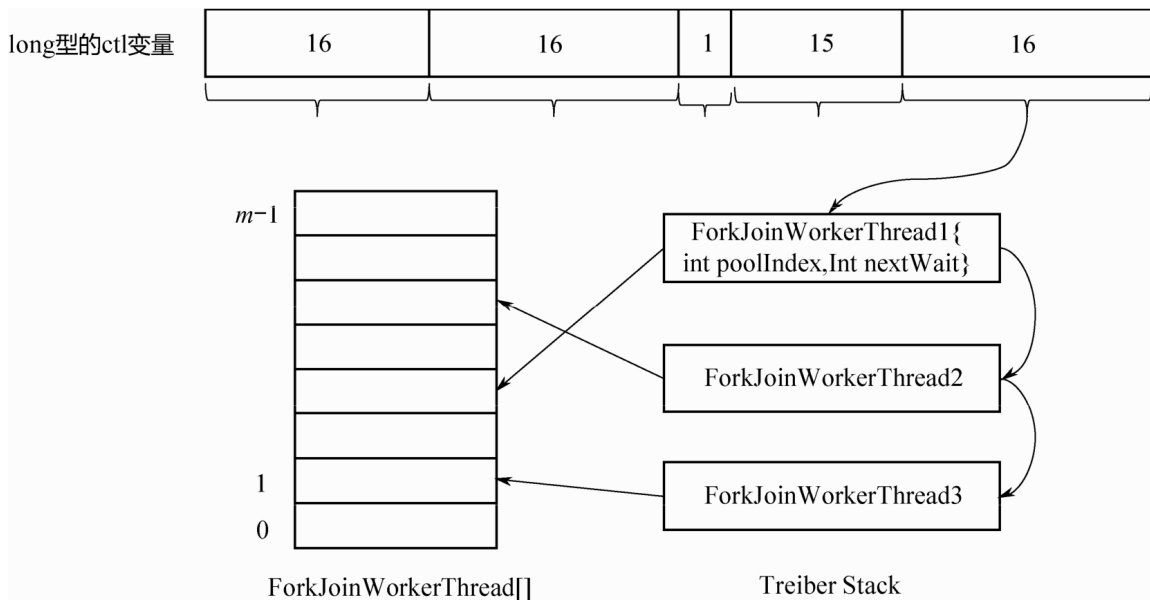 long型的ctl变量
16
16
1
15
16
m-1
1
0
ForkJoinWorkerThread1{
int poolIndex,Int nextWait}
ForkJoinWorkerThread2
ForkJoinWorkerThread3
ForkJoinWorkerThread[]
Treiber Stack